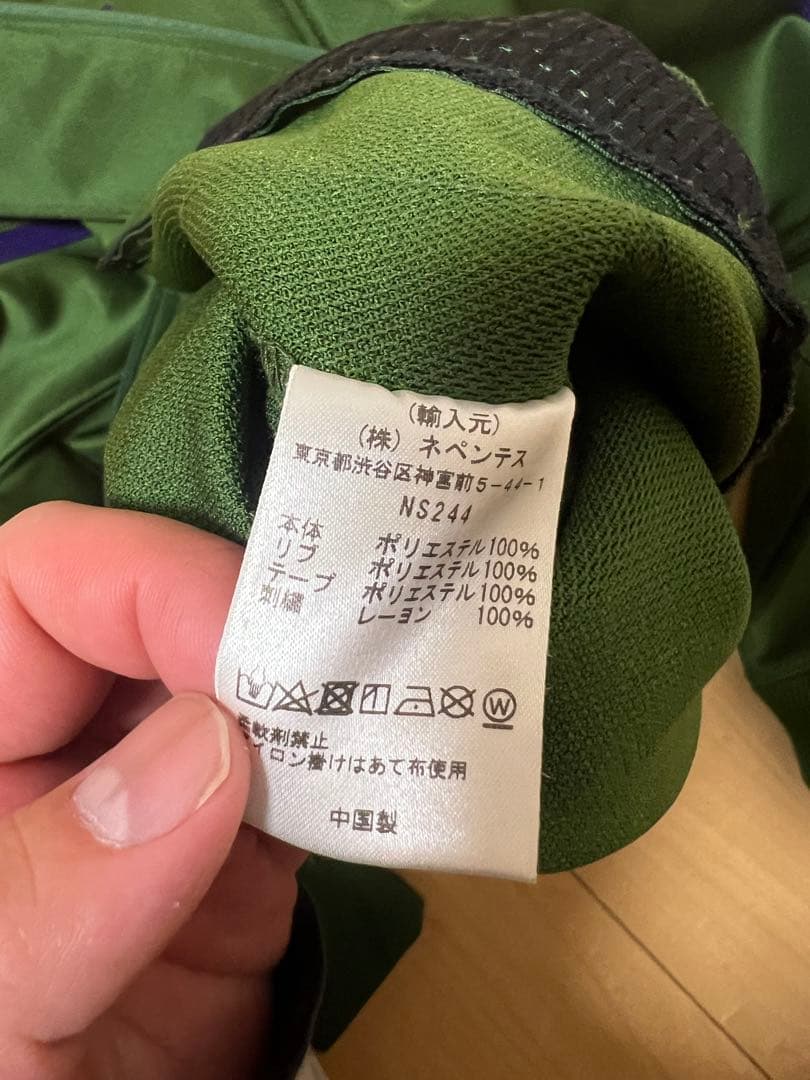 (輸入元)
(株) ネペンテス
東京都渋谷区神宮前5-44-1
NS244
本体 ポリエステル100%
リブ ポリエステル100%
テープ ポリエステル100%
刺繍 レーヨン 100%
W
軟剤禁止
イロン掛けはあて布使用
中国製